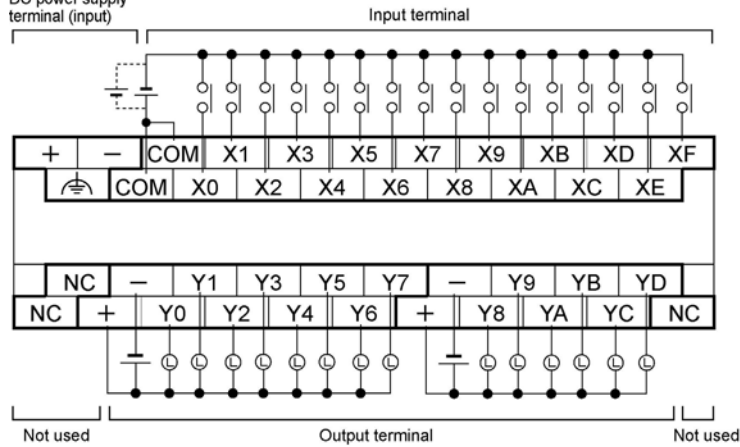 DC power supply
terminal (input)
Input terminal
+ − COM X1 X3 X5 X7 X9 XB XD XF
COM X0 X2 X4 X6 X8 XA XC XE
NC − Y1 Y3 Y5 Y7 − Y9 YB YD
NC + Y0 Y2 Y4 Y6 + Y8 YA YC NC
L L L L L L L L L L L L L L
Not used
Output terminal
Not used